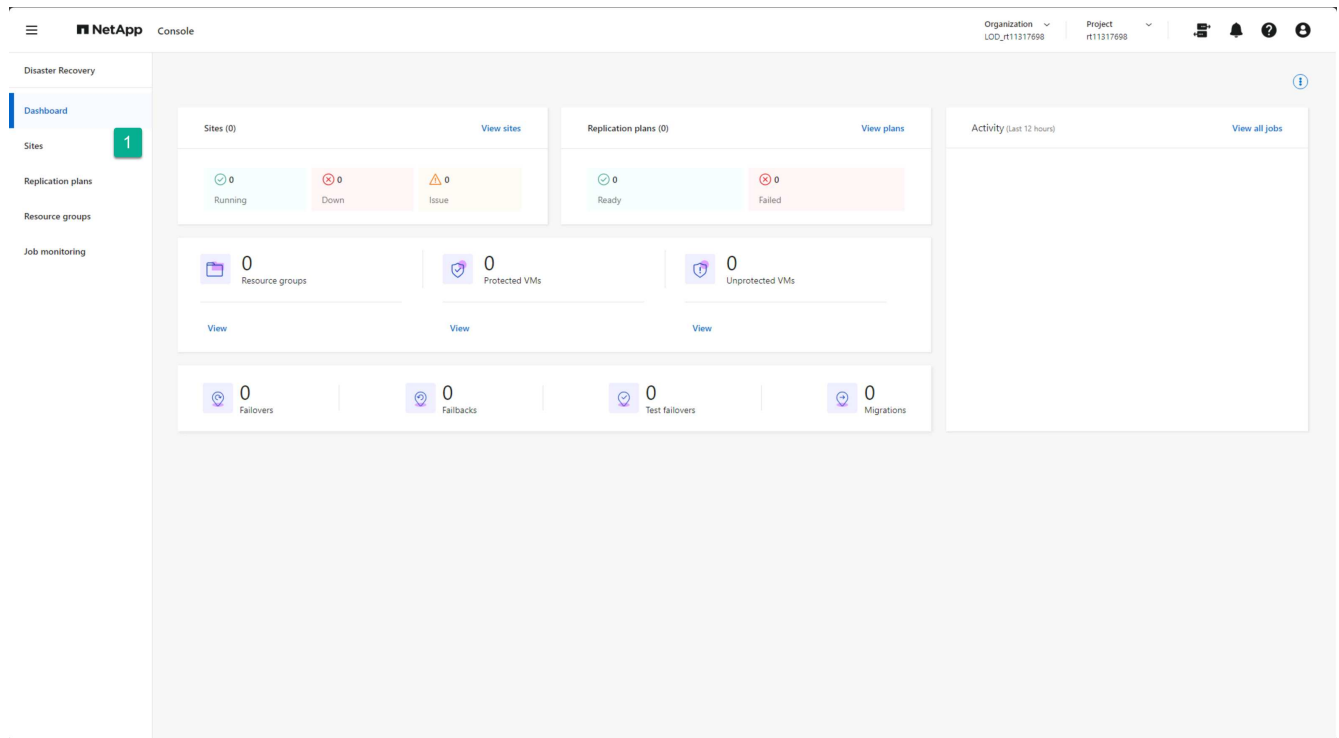 NetApp Console
Organization
LOD_rt11317698
Project
rt11317698
Disaster Recovery
Dashboard
Sites
1
Replication plans
Resource groups
Job monitoring
Sites (0)
View sites
0
Running
0
Down
0
Issue
Replication plans (0)
View plans
0
Ready
0
Failed
Activity (Last 12 hours)
View all jobs
0
Resource groups
View
0
Protected VMs
View
0
Unprotected VMs
View
0
Failovers
0
Failbacks
0
Test failovers
0
Migrations